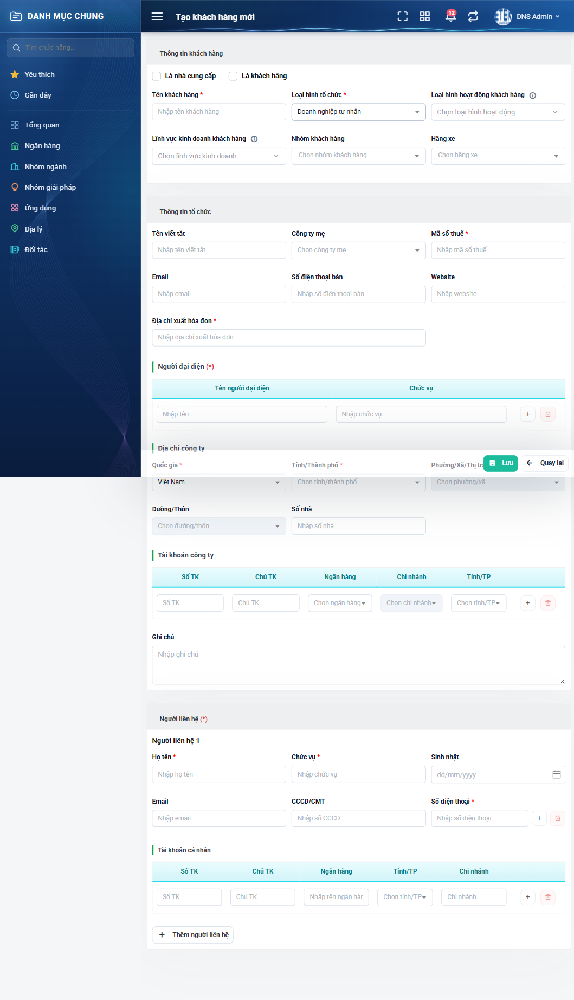 DANH MỤC CHUNG
Tìm chức năng...
Yêu thích
Gần đây
Tổng quan
Ngân hàng
Nhóm ngành
Nhóm giải pháp
Ứng dụng
Địa lý
Đối tác
Tạo khách hàng mới
12
DNS Admin
Thông tin khách hàng
Là nhà cung cấp Là khách hãng
Tên khách hàng * Loại hình tổ chức * Loại hình hoạt động khách hàng
Nhập tên khách hàng Doanh nghiệp tư nhân Chọn loại hình hoạt động
Lĩnh vực kinh doanh khách hàng Nhóm khách hàng Hãng xe
Chọn lĩnh vực kinh doanh Chọn nhóm khách hàng Chọn hãng xe
Thông tin tổ chức
Tên viết tắt Công ty mẹ Mã số thuế *
Nhập tên viết tắt Chọn công ty mẹ Nhập mã số thuế
Email Số điện thoại bàn Website
Nhập email Nhập số điện thoại bàn Nhập website
Địa chỉ xuất hóa đơn *
Nhập địa chỉ xuất hóa đơn
Người đại diện (*)
Tên người đại diện Chức vụ
Nhập tên Nhập chức vụ
Địa chỉ công ty
Quốc gia * Tỉnh/Thành phố * Phường/Xã/Thị tr
Lưu Quay lại
Việt Nam Chọn tỉnh/thành phố Chọn phường/xã
Đường/Thôn Số nhà
Chọn đường/thôn Nhập số nhà
Tài khoản công ty
Số TK Chủ TK Ngân hàng Chi nhánh Tỉnh/TP
Số TK Chủ TK Chọn ngân hàng Chọn chi nhánh Chọn tỉnh/TP
Ghi chú
Nhập ghi chú
Người liên hệ (*)
Người liên hệ 1
Họ tên * Chức vụ * Sinh nhật
Nhập họ tên Nhập chức vụ dd/mm/yyyy
Email CCCD/CMT Số điện thoại *
Nhập email Nhập số CCCD Nhập số điện thoại
Tài khoản cá nhân
Số TK Chủ TK Ngân hàng Tỉnh/TP Chi nhánh
Số TK Chủ TK Nhập tên ngân hàr Chọn tỉnh/TP Chi nhánh
Thêm người liên hệ